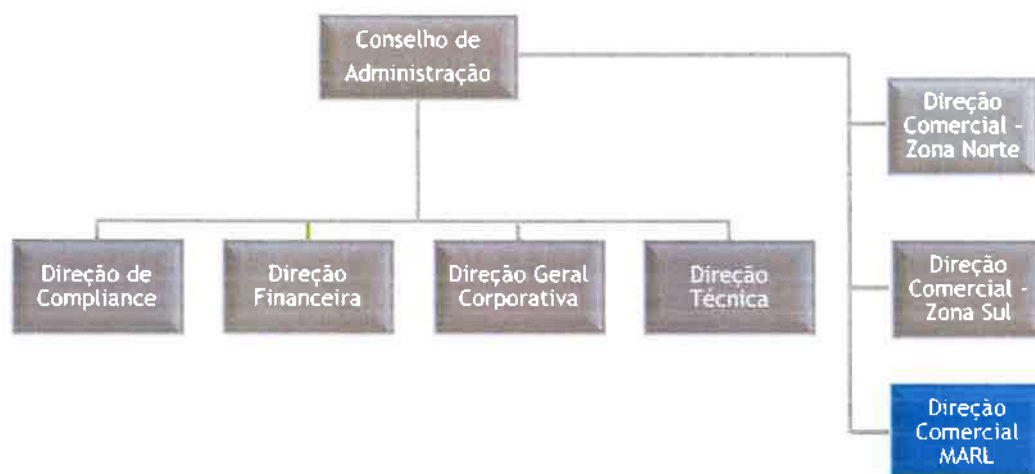 Conselho de
Administração
Direção
Comercial -
Zona Norte
Direção de
Compliance
Direção
Financeira
Direção Geral
Corporativa
Direção
Técnica
Direção
Comercial -
Zona Sul
Direção
Comercial
MARL